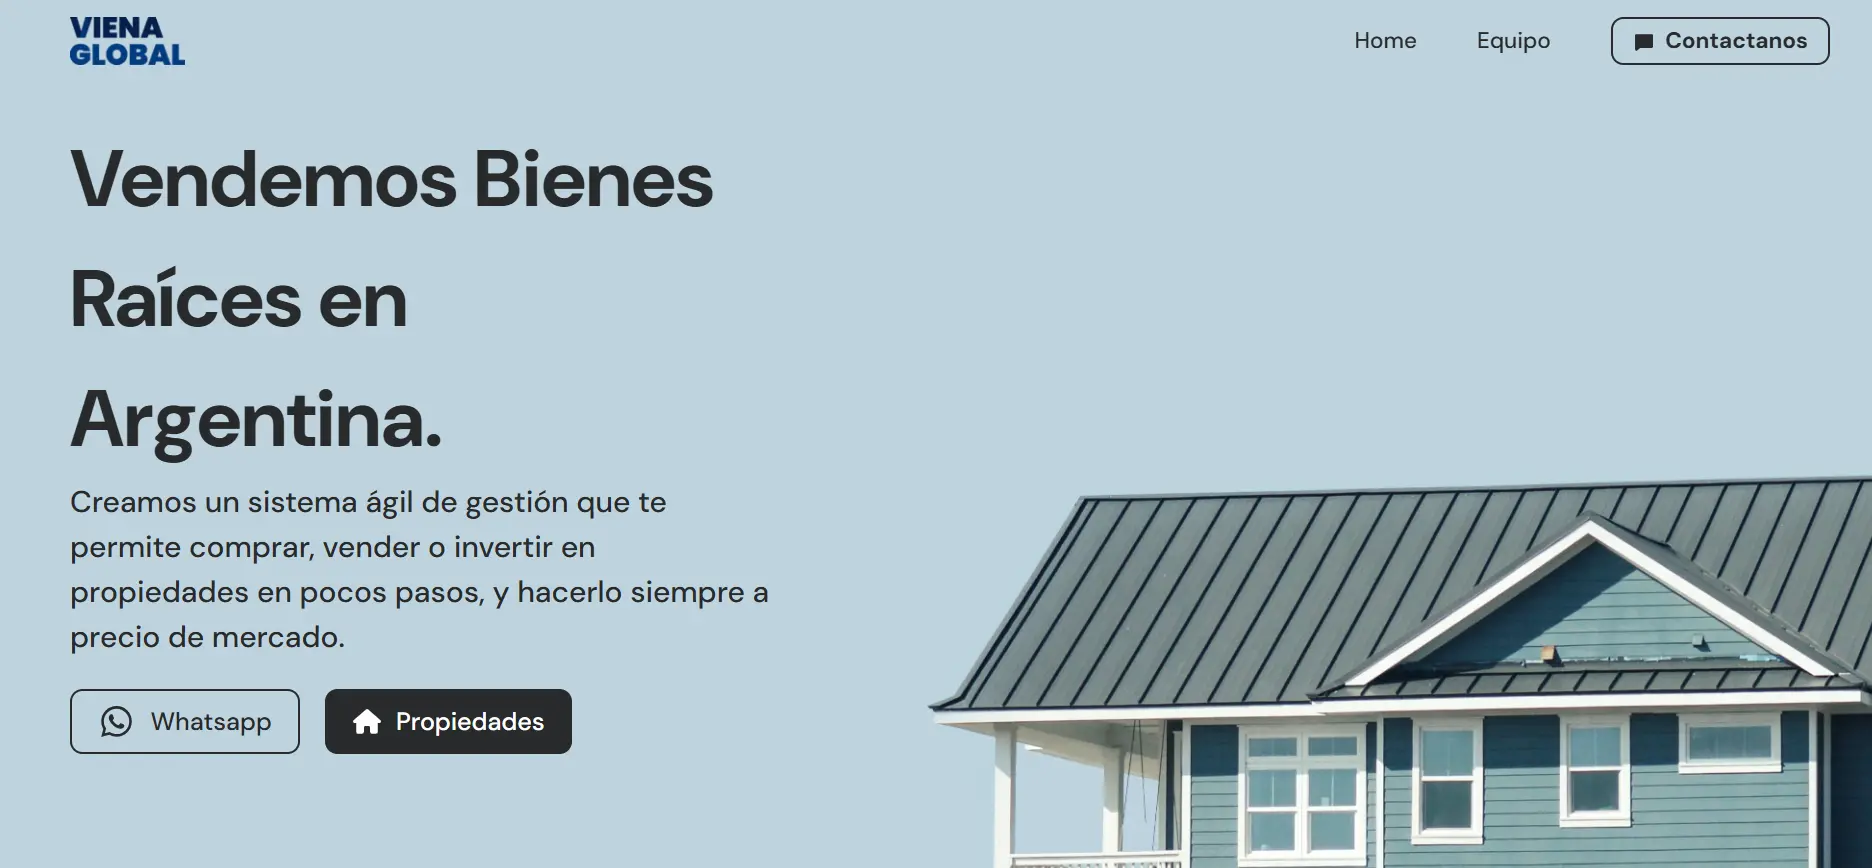 VIENA
GLOBAL
Home
Equipo
Contactanos
Vendemos Bienes
Raíces en
Argentina.
Creamos un sistema ágil de gestión que te
permite comprar, vender o invertir en
propiedades en pocos pasos, y hacerlo siempre a
precio de mercado.
Whatsapp
Propiedades